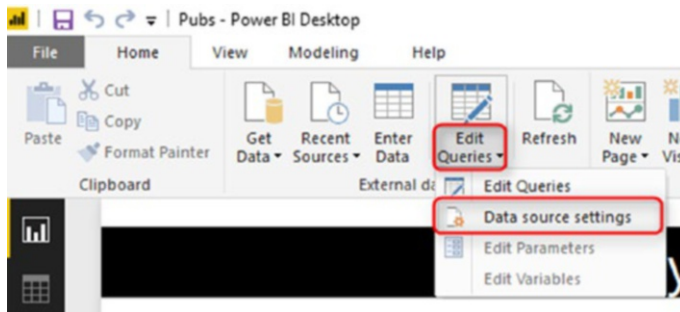 Pubs - Power BI Desktop
File Home View Modeling Help
Paste
Cut
Copy
Format Painter
Clipboard
Get Data
Recent Sources
Enter Data
Edit Queries
Refresh
New Page
External da
Edit Queries
Data source settings
Edit Parameters
Edit Variables